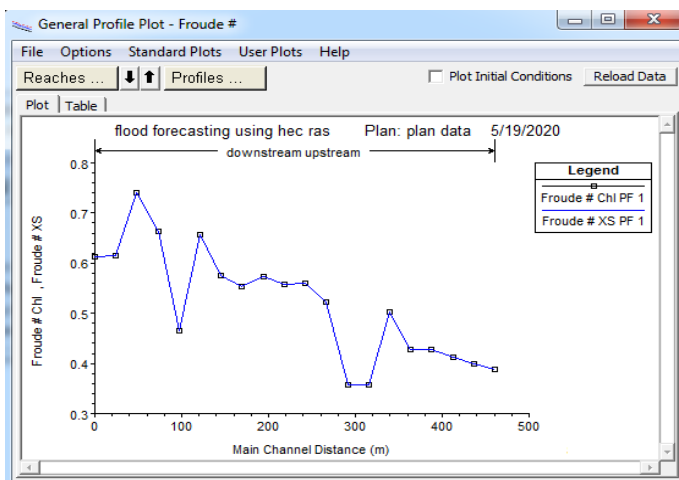 General Profile Plot - Froude #
File Options Standard Plots User Plots Help
Reaches ... Profiles ... Plot Initial Conditions Reload Data
Plot Table
flood forecasting using hec ras Plan: plan data 5/19/2020
downstream upstream
Legend
Froude # Chl PF 1
Froude # XS PF 1
Froude # Chl , Froude # XS
0.8
0.7
0.6
0.5
0.4
0.3
0 100 200 300 400 500
Main Channel Distance (m)